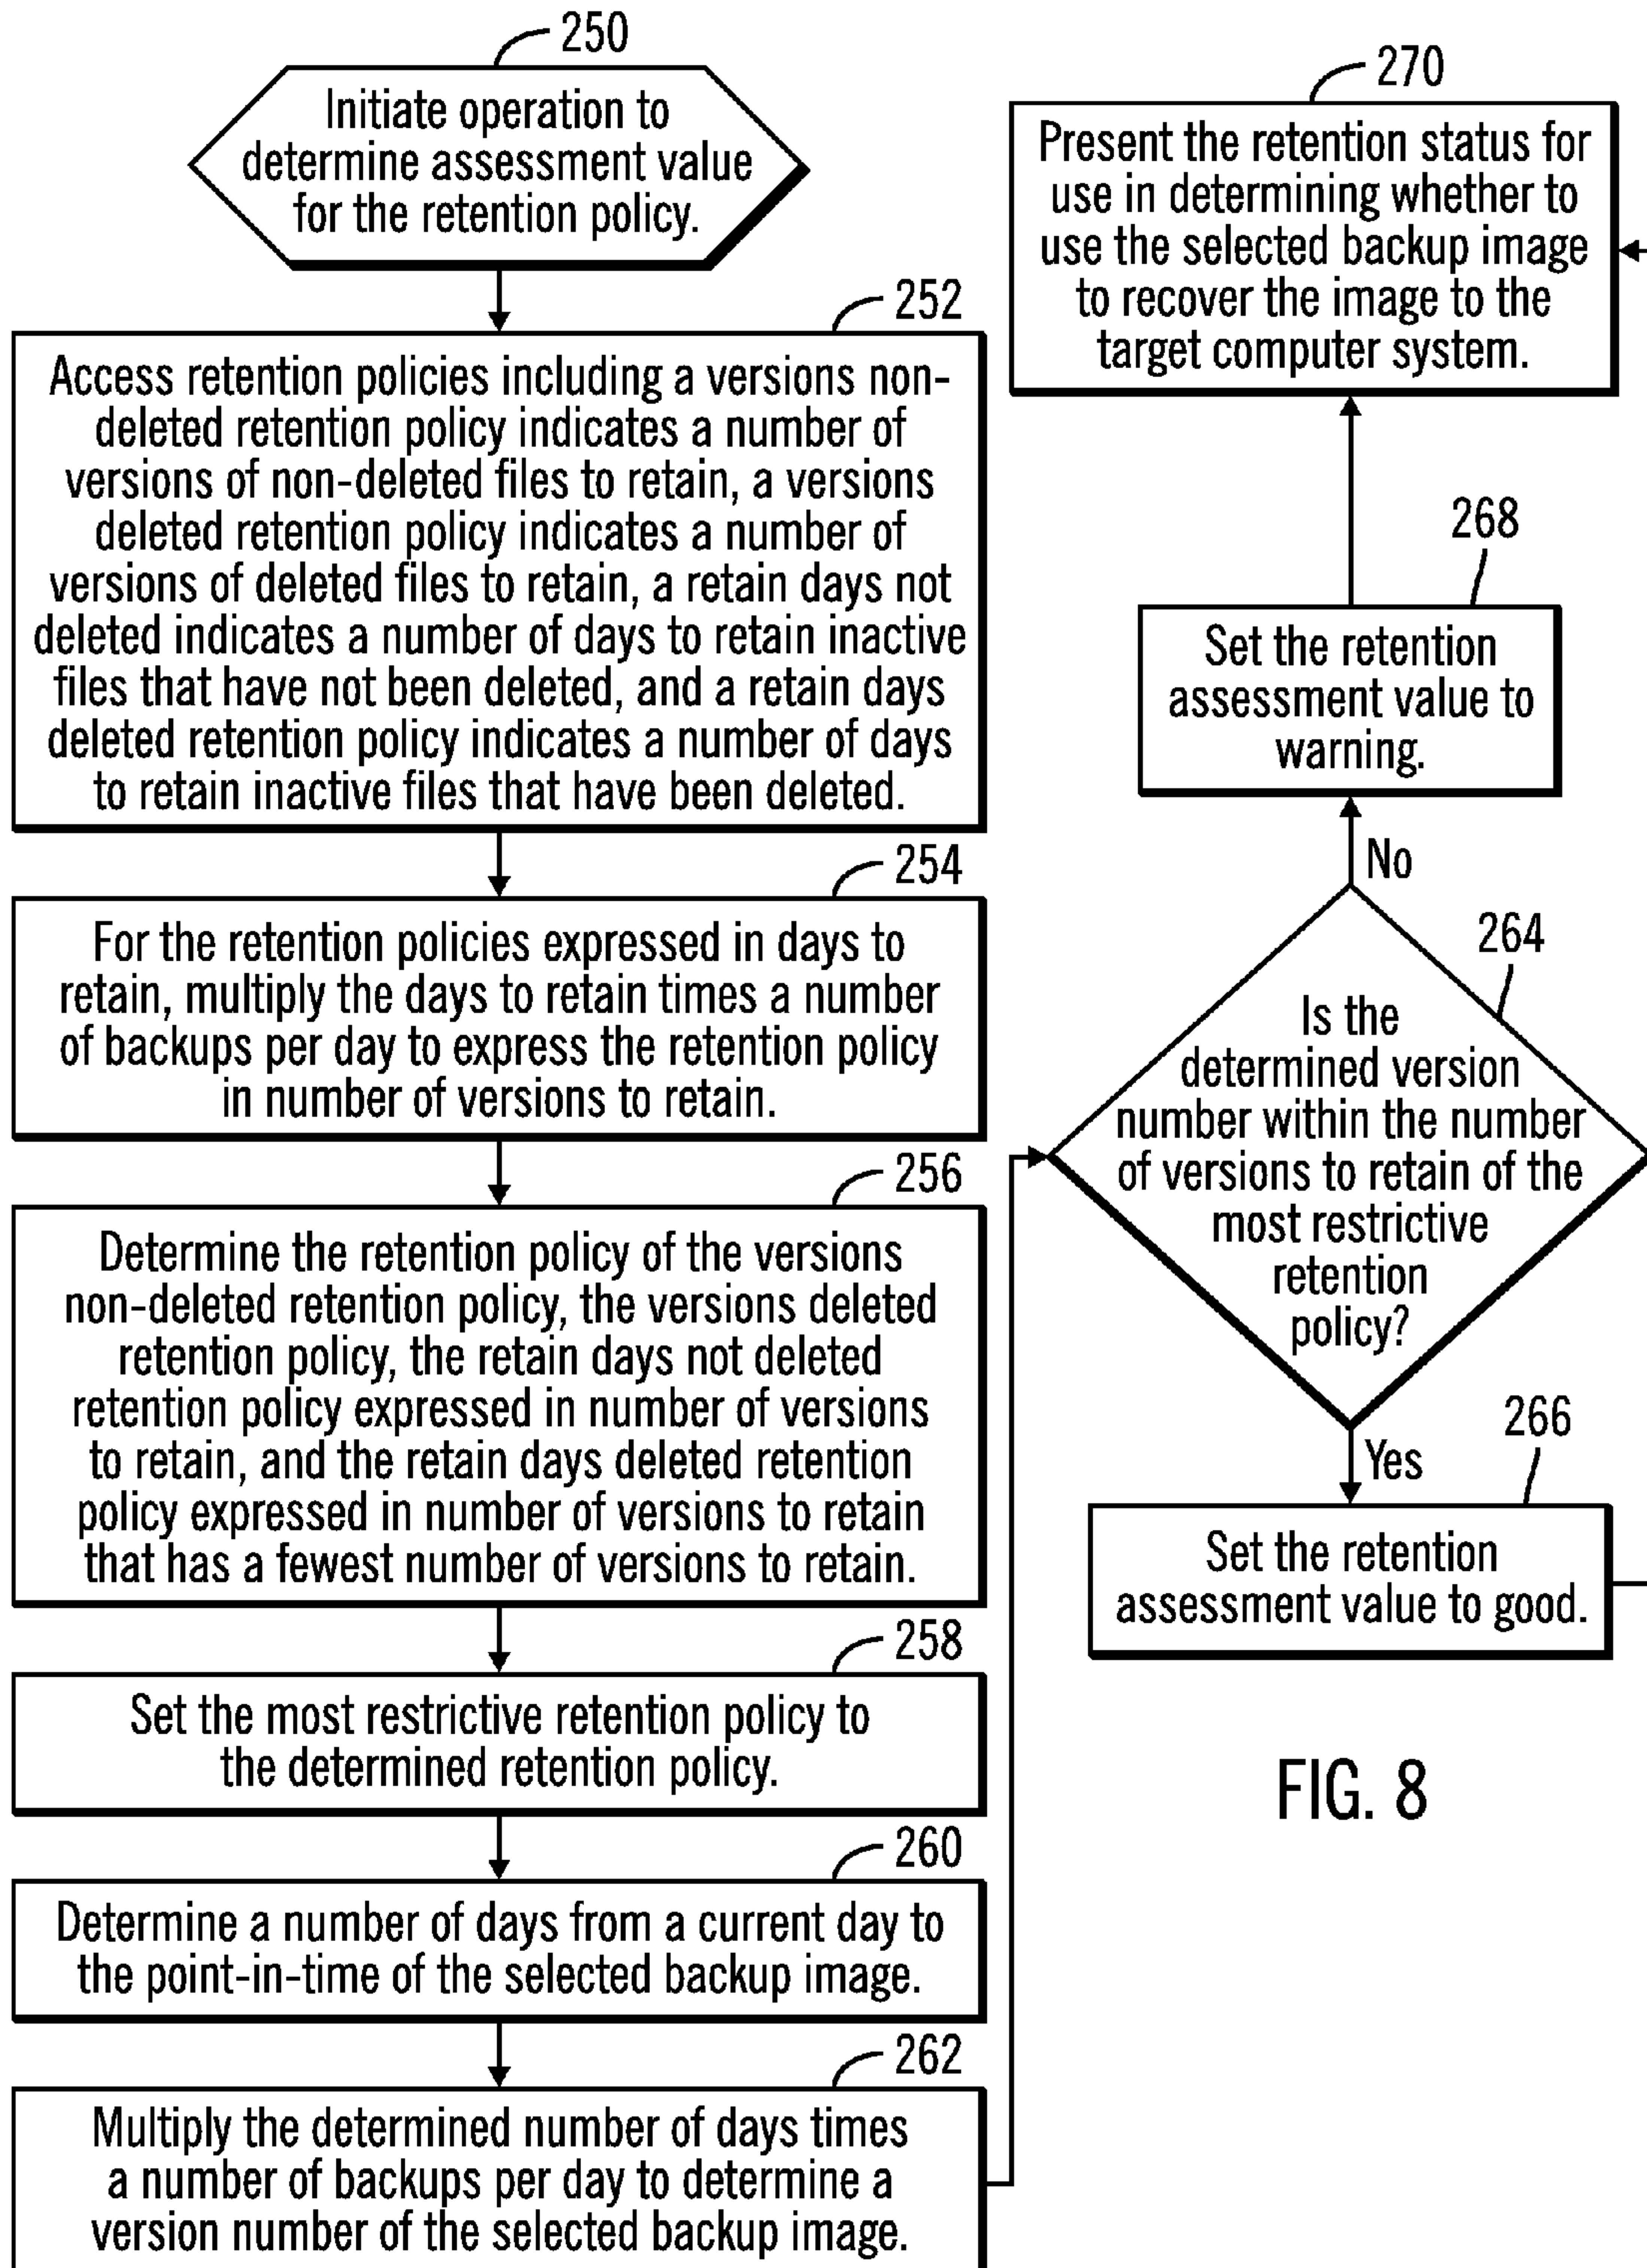 250
Initiate operation to
determine assessment value
for the retention policy.
252
Access retention policies including a versions non-
deleted retention policy indicates a number of
versions of non-deleted files to retain, a versions
deleted retention policy indicates a number of
versions of deleted files to retain, a retain days not
deleted indicates a number of days to retain inactive
files that have not been deleted, and a retain days
deleted retention policy indicates a number of days
to retain inactive files that have been deleted.
254
For the retention policies expressed in days to
retain, multiply the days to retain times a number
of backups per day to express the retention policy
in number of versions to retain.
256
Determine the retention policy of the versions
non-deleted retention policy, the versions deleted
retention policy, the retain days not deleted
retention policy expressed in number of versions
to retain, and the retain days deleted retention
policy expressed in number of versions to retain
that has a fewest number of versions to retain.
258
Set the most restrictive retention policy to
the determined retention policy.
260
Determine a number of days from a current day to
the point-in-time of the selected backup image.
262
Multiply the determined number of days times
a number of backups per day to determine a
version number of the selected backup image.
264
Is the
determined version
number within the number
of versions to retain of the
most restrictive
retention
policy?
No
Yes
266
Set the retention
assessment value to good.
268
Set the retention
assessment value to
warning.
270
Present the retention status for
use in determining whether to
use the selected backup image
to recover the image to the
target computer system.
FIG. 8